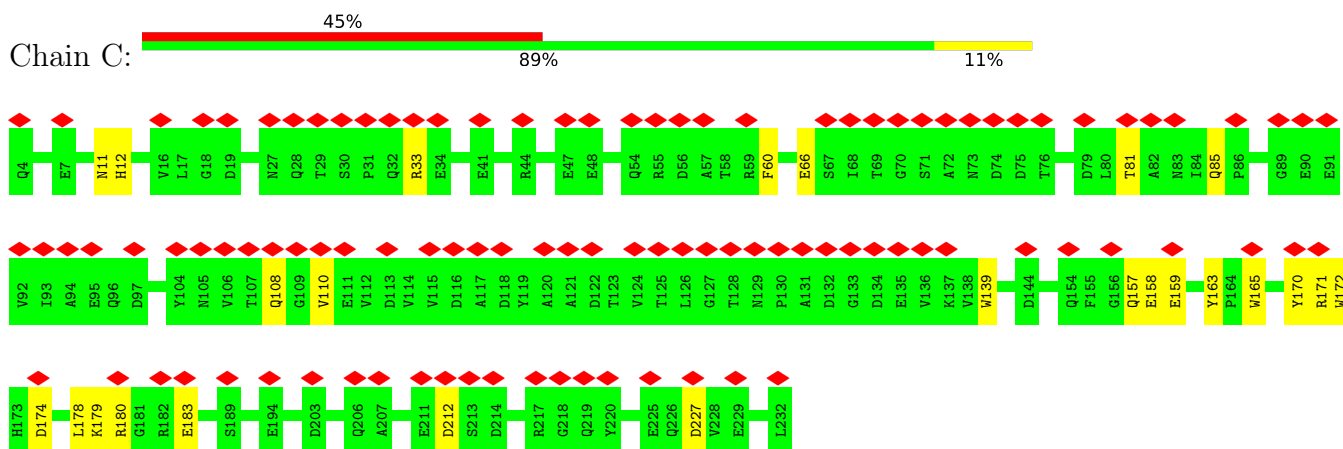 45%
Chain C:
89% 11%
Q4 E7 N11 H12 V16 L17 G18 D19 N27 Q28 T29 S30 P31 Q32 R33 E34 E41 R44 E47 E48 Q54 R55 D56 A57 T58 R59 F60 E66 S67 I68 T69 G70 S71 A72 N73 D74 D75 T76 D79 L80 T81 A82 N83 I84 Q85 P86 G89 E90 E91
V92 I93 A94 E95 Q96 D97 Y104 N105 V106 T107 Q108 G109 V110 E111 V112 D113 V114 V115 D116 A117 D118 Y119 A120 A121 D122 T123 V124 T125 L126 G127 T128 N129 P130 A131 D132 G133 D134 E135 V136 K137 V138 W139 D144 Q154 F155 G156 Q157 E158 E159 Y163 P164 W165 Y170 R171 W172
H173 D174 L178 K179 R180 G181 R182 E183 S189 E194 D203 Q206 A207 E211 D212 S213 D214 R217 G218 Q219 Y220 E225 Q226 D227 V228 E229 L232